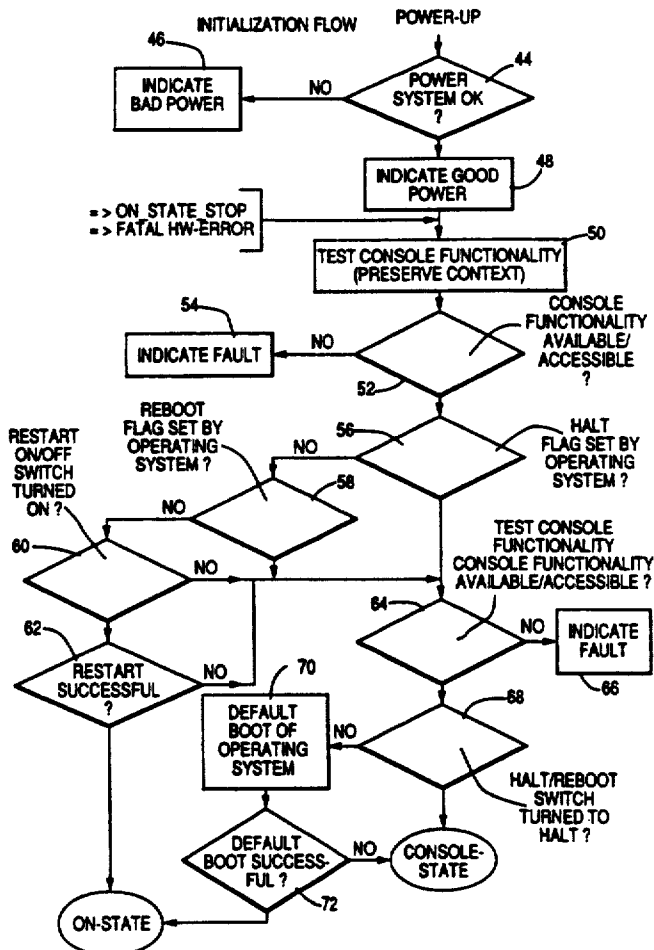 INITIALIZATION FLOW
POWER-UP
46
44
INDICATE
BAD POWER
NO
POWER
SYSTEM OK
?
INDICATE GOOD
POWER
48
=> ON_STATE_STOP
=> FATAL HW-ERROR
50
TEST CONSOLE FUNCTIONALITY
(PRESERVE CONTEXT)
54
INDICATE FAULT
NO
52
CONSOLE
FUNCTIONALITY
AVAILABLE/
ACCESSIBLE
?
REBOOT
FLAG SET BY
OPERATING
SYSTEM ?
56
NO
HALT
FLAG SET BY
OPERATING
SYSTEM ?
RESTART
ON/OFF
SWITCH
TURNED
ON ?
NO
58
60
NO
TEST CONSOLE
FUNCTIONALITY
CONSOLE FUNCTIONALITY
AVAILABLE/ACCESSIBLE ?
64
NO
INDICATE
FAULT
66
62
RESTART
SUCCESSFUL
?
NO
70
DEFAULT
BOOT OF
OPERATING
SYSTEM
NO
68
HALT/REBOOT
SWITCH
TURNED TO
HALT ?
DEFAULT
BOOT SUCCESS-
FUL ?
NO
72
CONSOLE-
STATE
ON-STATE